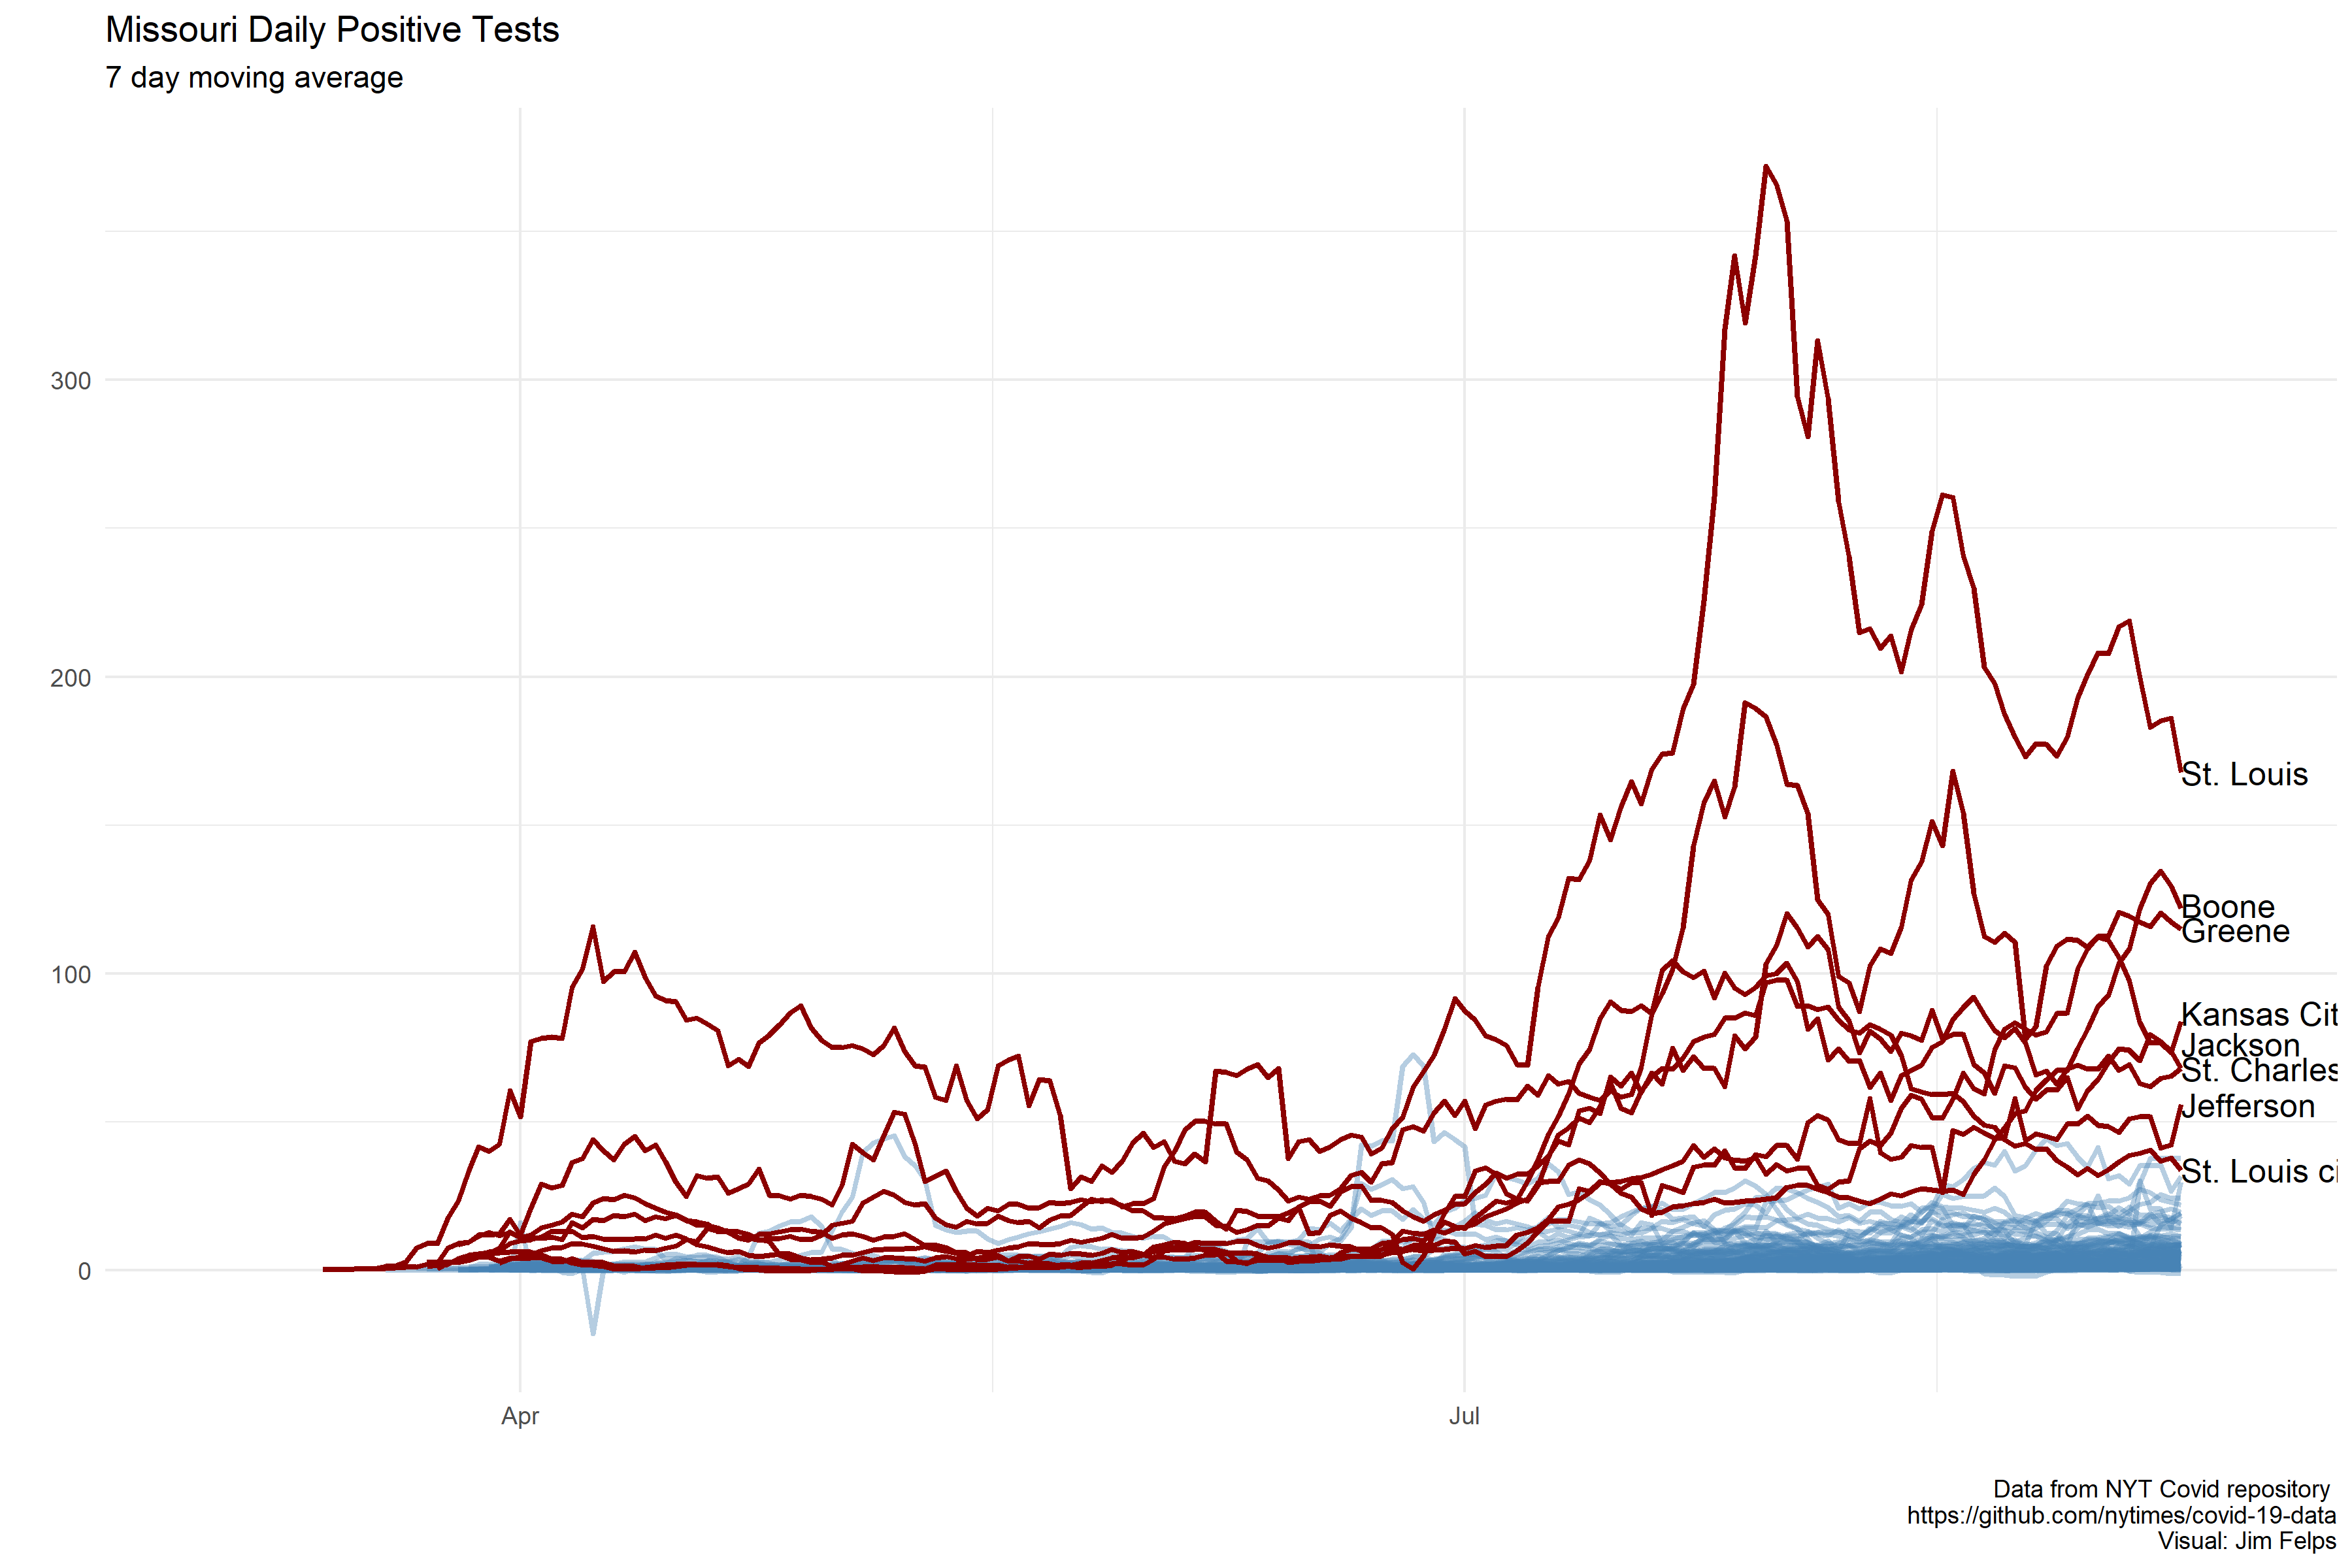 Missouri Daily Positive Tests
7 day moving average
300
200
100
0
St. Louis
Boone
Greene
Kansas Cit
Jackson
St. Charles
Jefferson
St. Louis ci
Apr
Jul
Data from NYT Covid repository
https://github.com/nytimes/covid-19-data
Visual: Jim Felps